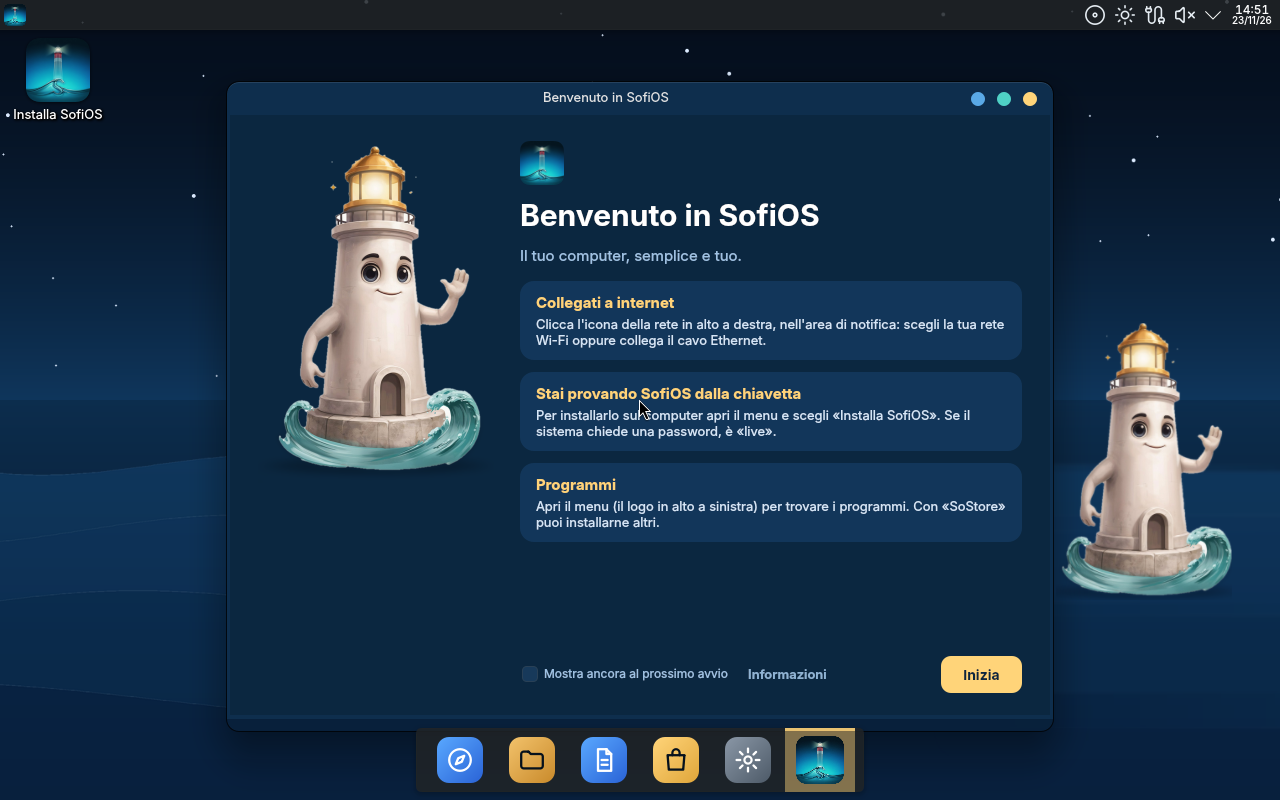 14:51
23/11/26
Installa SofiOS
Benvenuto in SofiOS
Benvenuto in SofiOS
Il tuo computer, semplice e tuo.
Collegati a internet
Clicca l'icona della rete in alto a destra, nell'area di notifica: scegli la tua rete
Wi-Fi oppure collega il cavo Ethernet.
Stai provando SofiOS dalla chiavetta
Per installarlo sul computer apri il menu e scegli «Installa SofiOS». Se il
sistema chiede una password, è «live».
Programmi
Apri il menu (il logo in alto a sinistra) per trovare i programmi. Con «SoStore»
puoi installarne altri.
Mostra ancora al prossimo avvio
Informazioni
Inizia